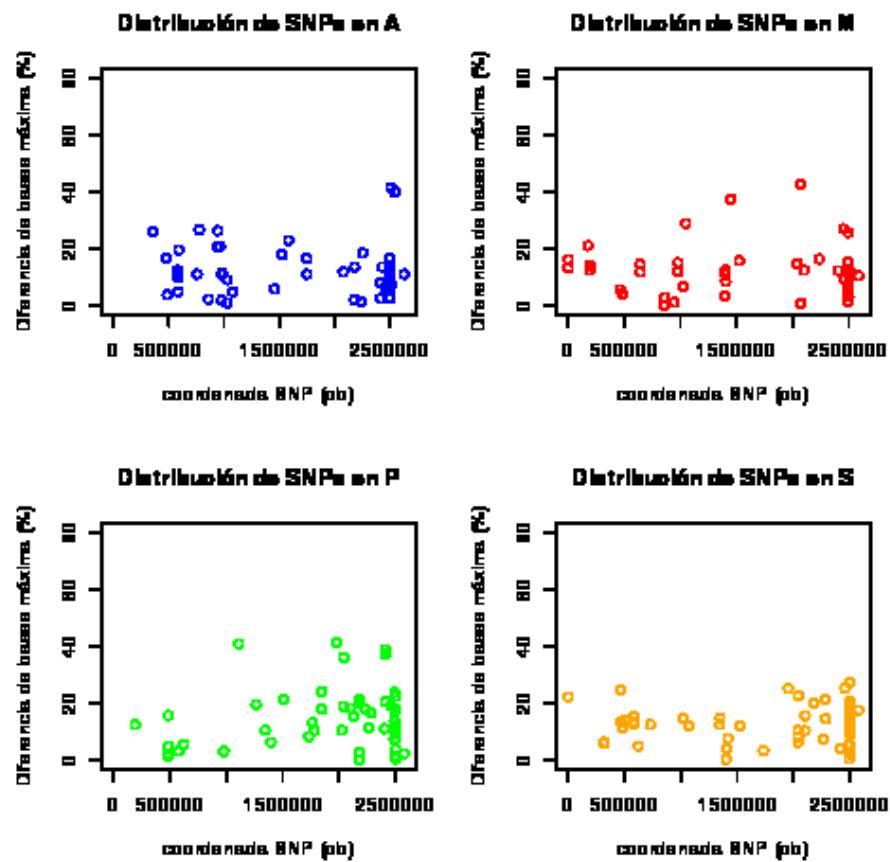 Distribución de SNPs en A
Diferencia de bases máxima (%)
80
60
40
20
0
0 500000 1500000 2500000
coordenada SNP (pb)
Distribución de SNPs en M
Diferencia de bases máxima (%)
80
60
40
20
0
0 500000 1500000 2500000
coordenada SNP (pb)
Distribución de SNPs en P
Diferencia de bases máxima (%)
80
60
40
20
0
0 500000 1500000 2500000
coordenada SNP (pb)
Distribución de SNPs en S
Diferencia de bases máxima (%)
80
60
40
20
0
0 500000 1500000 2500000
coordenada SNP (pb)